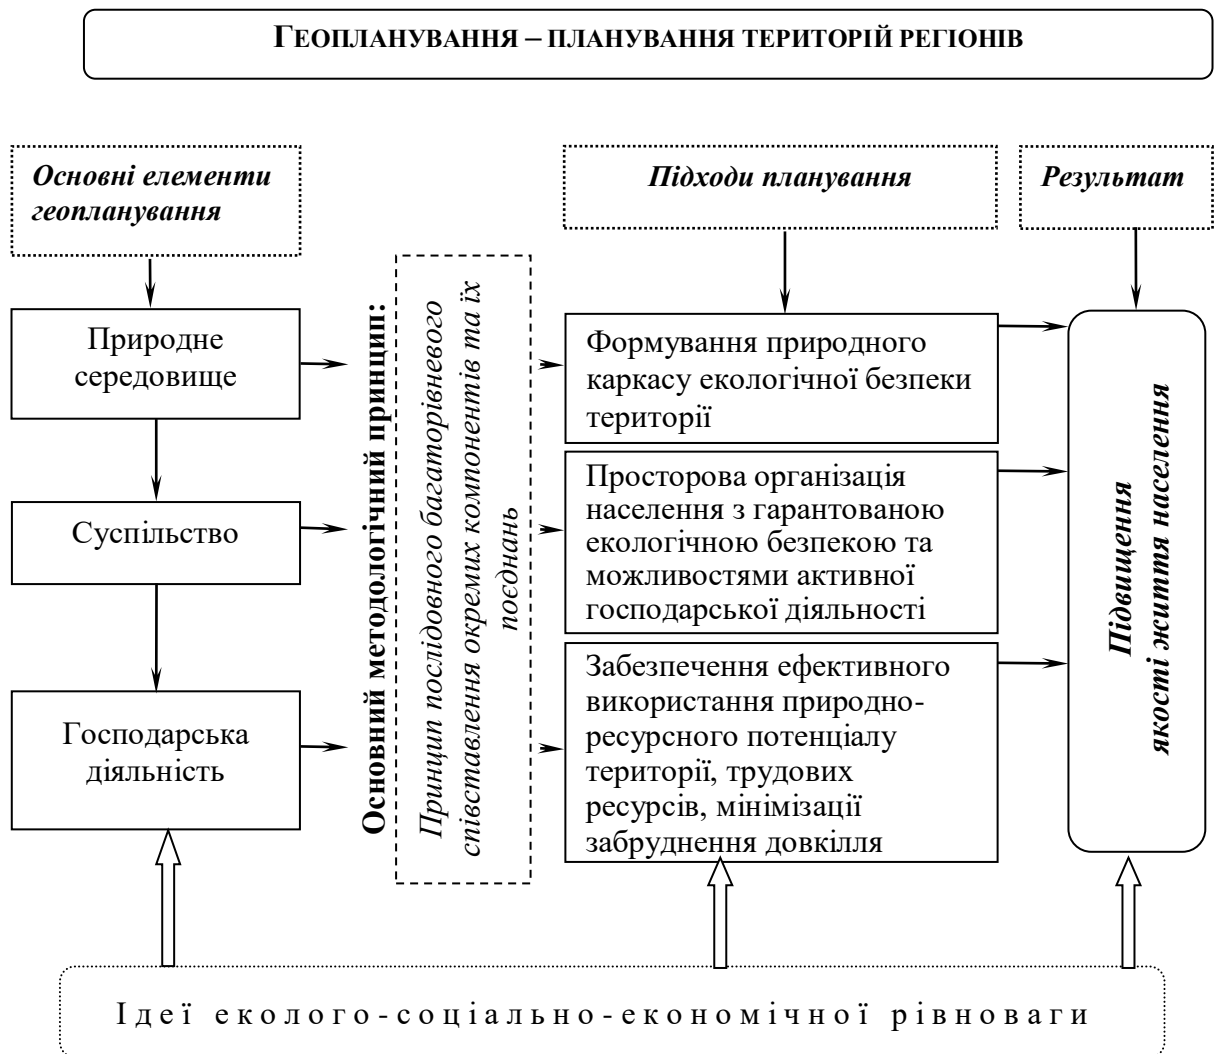 ГЕОПЛАНУВАННЯ – ПЛАНУВАННЯ ТЕРИТОРІЙ РЕГІОНІВ
Основні елементи
геопланування
Підходи планування
Результат
Природне
середовище
Суспільство
Господарська
діяльність
Основний методологічний принцип:
Принцип послідовного багаторівневого
співставлення окремих компонентів та їх
поєднань
Формування природного
каркасу екологічної безпеки
території
Просторова організація
населення з гарантованою
екологічною безпекою та
можливостями активної
господарської діяльності
Забезпечення ефективного
використання природно-
ресурсного потенціалу
території, трудових
ресурсів, мінімізації
забруднення довкілля
Підвищення
якості життя населення
Ідеї еколого-соціально-економічної рівноваги